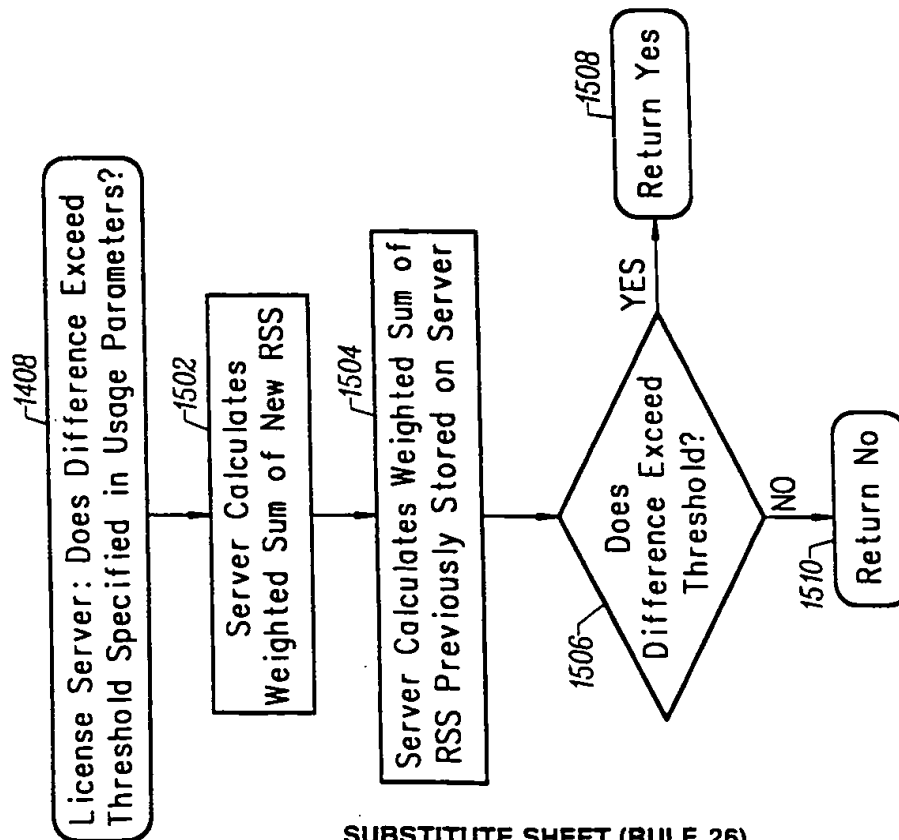 1408
License Server: Does Difference Exceed
Threshold Specified in Usage Parameters?
1502
Server Calculates
Weighted Sum of New RSS
1504
Server Calculates Weighted Sum of
RSS Previously Stored on Server
1506
Does
Difference Exceed
Threshold?
YES
1508
Return Yes
NO
1510
Return No
SUBSTITUTE SHEET (RULE 26)